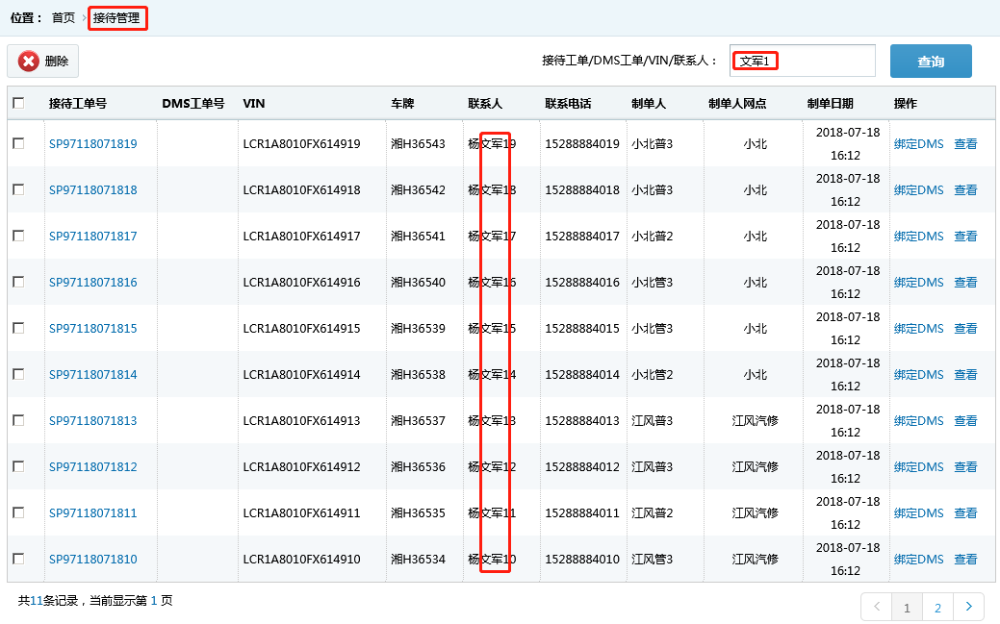 位置： 首页 > 接待管理
删除 接待工单/DMS工单/VIN/联系人： 文军1 查询
接待工单号 DMS工单号 VIN 车牌 联系人 联系电话 制单人 制单人网点 制单日期 操作
SP97118071819 LCR1A8010FX614919 湘H36543 杨文军19 15288884019 小北普3 小北 2018-07-18 16:12 绑定DMS 查看
SP97118071818 LCR1A8010FX614918 湘H36542 杨文军18 15288884018 小北普3 小北 2018-07-18 16:12 绑定DMS 查看
SP97118071817 LCR1A8010FX614917 湘H36541 杨文军17 15288884017 小北普2 小北 2018-07-18 16:12 绑定DMS 查看
SP97118071816 LCR1A8010FX614916 湘H36540 杨文军16 15288884016 小北管3 小北 2018-07-18 16:12 绑定DMS 查看
SP97118071815 LCR1A8010FX614915 湘H36539 杨文军15 15288884015 小北管3 小北 2018-07-18 16:12 绑定DMS 查看
SP97118071814 LCR1A8010FX614914 湘H36538 杨文军14 15288884014 小北管2 小北 2018-07-18 16:12 绑定DMS 查看
SP97118071813 LCR1A8010FX614913 湘H36537 杨文军13 15288884013 江风普3 江风汽修 2018-07-18 16:12 绑定DMS 查看
SP97118071812 LCR1A8010FX614912 湘H36536 杨文军12 15288884012 江风普3 江风汽修 2018-07-18 16:12 绑定DMS 查看
SP97118071811 LCR1A8010FX614911 湘H36535 杨文军11 15288884011 江风普2 江风汽修 2018-07-18 16:12 绑定DMS 查看
SP97118071810 LCR1A8010FX614910 湘H36534 杨文军10 15288884010 江风管3 江风汽修 2018-07-18 16:12 绑定DMS 查看
共11条记录，当前显示第 1 页 < 1 2 >